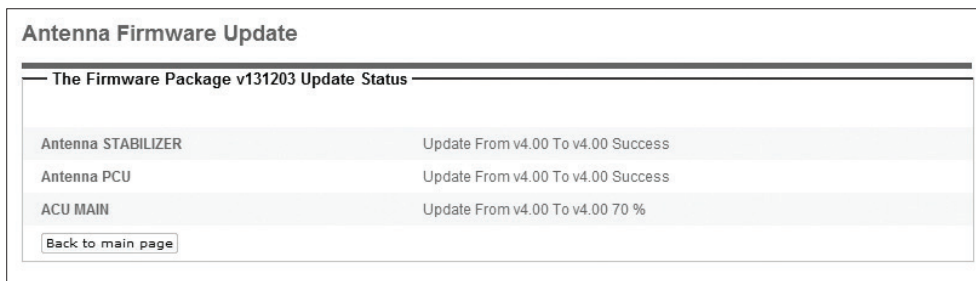 Antenna Firmware Update
The Firmware Package v131203 Update Status
Antenna STABILIZER Update From v4.00 To v4.00 Success
Antenna PCU Update From v4.00 To v4.00 Success
ACU MAIN Update From v4.00 To v4.00 70 %
Back to main page